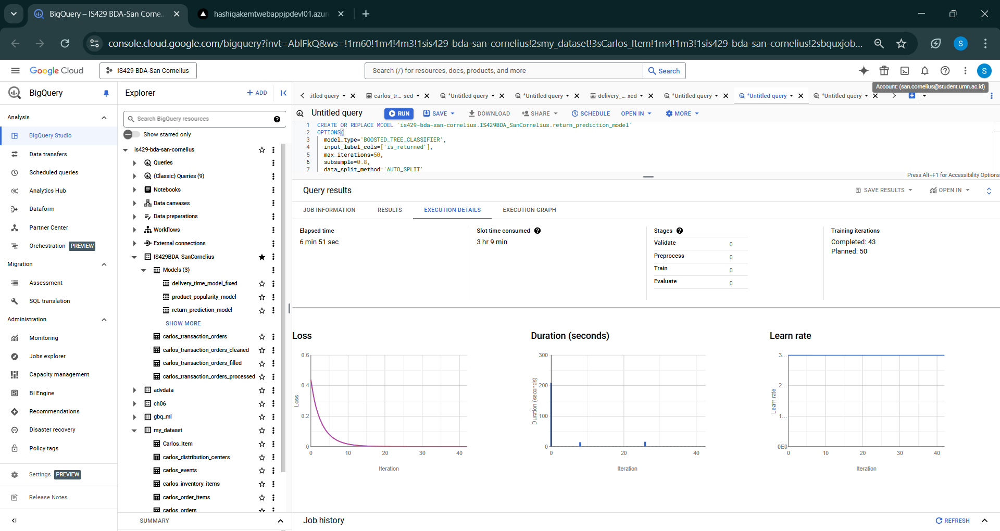 BigQuery – IS429 BDA-San Corne...
hashigakemtwebappjpdevl01.azur
console.cloud.google.com/bigquery?invt=AblFkQ&ws=!1m60!1m4!4m3!1sis429-bda-san-cornelius!2smy_dataset!3sCarlos_Item!1m4!1m3!1sis429-bda-san-cornelius!2sbquxjob...
S
Google Cloud
IS429 BDA-San Cornelius
Search (/) for resources, docs, products, and more
Search
S
Account: (san.cornelius@student.umn.ac.id)
BigQuery
Analysis
BigQuery Studio
Data transfers
Scheduled queries
Analytics Hub
Dataform
Partner Center
Orchestration PREVIEW
Migration
Assessment
SQL translation
Administration
Monitoring
Jobs explorer
Capacity management
BI Engine
Recommendations
Disaster recovery
Policy tags
Settings PREVIEW
Release Notes
Explorer
+ ADD
Search BigQuery resources
Show starred only
is429-bda-san-cornelius
Queries
(Classic) Queries (9)
Notebooks
Data canvases
Data preparations
Workflows
External connections
IS429BDA_SanCornelius
Models (3)
delivery_time_model_fixed
product_popularity_model
return_prediction_model
SHOW MORE
carlos_transaction_orders
carlos_transaction_orders_cleaned
carlos_transaction_orders_filled
carlos_transaction_orders_processed
advdata
ch06
gbq_ml
my_dataset
Carlos_Item
carlos_distribution_centers
carlos_events
carlos_inventory_items
carlos_order_items
carlos_orders
SUMMARY
:itled query
carlos_tr... sed
*Untitled query
*Untitled query
delivery_... xed
*Untitled query
*Untitled query
*Untitled query
Untitled query
RUN
SAVE
DOWNLOAD
SHARE
SCHEDULE
OPEN IN
MORE
1 CREATE OR REPLACE MODEL `is429-bda-san-cornelius.IS429BDA_SanCornelius.return_prediction_model`
2 OPTIONS(
3 model_type='BOOSTED_TREE_CLASSIFIER',
4 input_label_cols=['is_returned'],
5 max_iterations=50,
6 subsample=0.8,
7 data_split_method='AUTO_SPLIT'
Press Alt+F1 for Accessibility Options
Query results
SAVE RESULTS
OPEN IN
JOB INFORMATION
RESULTS
EXECUTION DETAILS
EXECUTION GRAPH
Elapsed time
6 min 51 sec
Slot time consumed
3 hr 9 min
Stages
Validate 0
Preprocess 0
Train 0
Evaluate 0
Training iterations
Completed: 43
Planned: 50
Loss
0.6
0.4
0.2
0
Loss
0 10 20 30 40
Iteration
Duration (seconds)
300
200
100
0
Duration (seconds)
0 20 40
Iteration
Learn rate
3...
2...
1...
0E0
Learn rate
0 10 20 30 40
Iteration
Job history
REFRESH